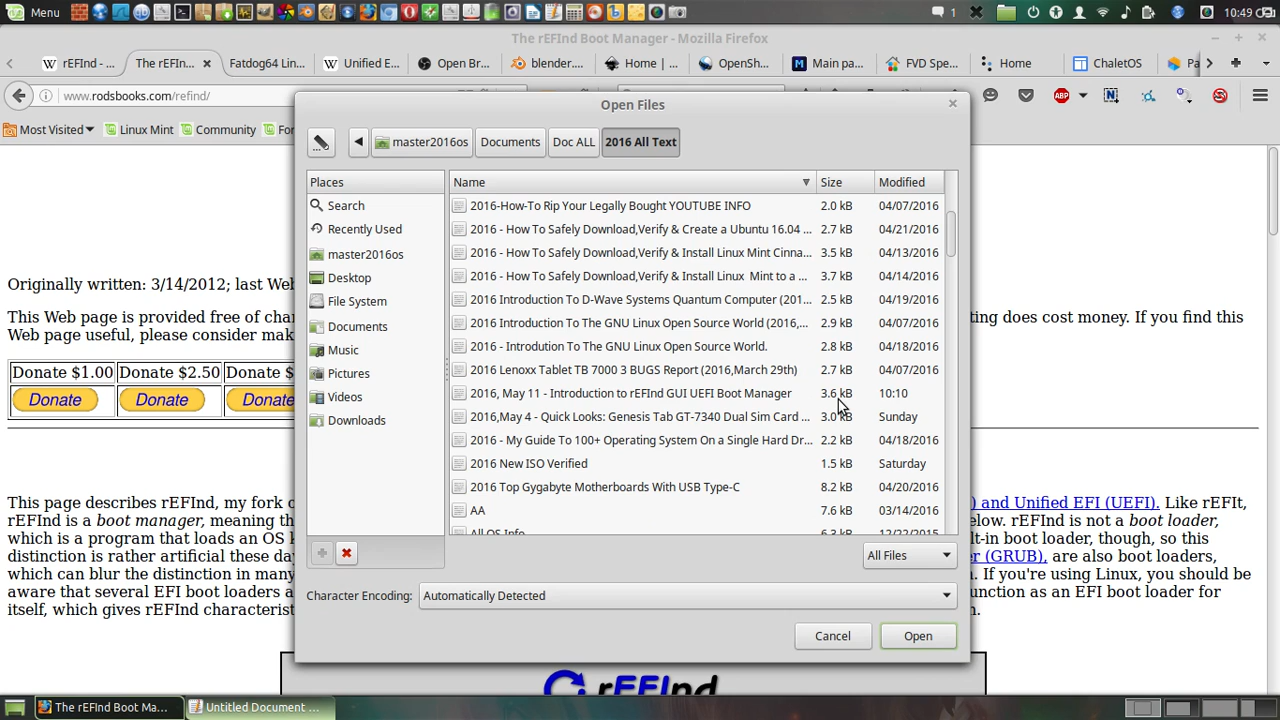 Menu
1
10:49
The rEFInd Boot Manager - Mozilla Firefox
rEFInd - ...
The rEFIn...
Fatdog64 Lin...
Unified E...
Open Br...
blender....
Home | ...
OpenSh...
Main pa...
FVD Spe...
Home
ChaletOS
Pa
www.rodsbooks.com/refind/
ABP
Most Visited
Linux Mint
Community
For
Open Files
master2016os
Documents
Doc ALL
2016 All Text
Places
Search
Recently Used
master2016os
Desktop
File System
Documents
Music
Pictures
Videos
Downloads
Name Size Modified
2016-How-To Rip Your Legally Bought YOUTUBE INFO 2.0 kB 04/07/2016
2016 - How To Safely Download,Verify & Create a Ubuntu 16.04 ... 2.7 kB 04/21/2016
2016 - How To Safely Download,Verify & Install Linux Mint Cinna... 3.5 kB 04/13/2016
2016 - How To Safely Download,Verify & Install Linux  Mint to a ... 3.7 kB 04/14/2016
2016 Introduction To D-Wave Systems Quantum Computer (201... 2.5 kB 04/19/2016
2016 Introduction To The GNU Linux Open Source World (2016,... 2.9 kB 04/07/2016
2016 - Introdution To The GNU Linux Open Source World. 2.8 kB 04/18/2016
2016 Lenoxx Tablet TB 7000 3 BUGS Report (2016,March 29th) 2.7 kB 04/07/2016
2016, May 11 - Introduction to rEFInd GUI UEFI Boot Manager 3.6 kB 10:10
2016,May 4 - Quick Looks: Genesis Tab GT-7340 Dual Sim Card ... 3.0 kB Sunday
2016 - My Guide To 100+ Operating System On a Single Hard Dr... 2.2 kB 04/18/2016
2016 New ISO Verified 1.5 kB Saturday
2016 Top Gygabyte Motherboards With USB Type-C 8.2 kB 04/20/2016
AA 7.6 kB 03/14/2016
All OS Info 6.3 kB 12/22/2015
All Files
Character Encoding: Automatically Detected
Cancel Open
Originally written: 3/14/2012; last Web
This Web page is provided free of char
ting does cost money. If you find this
Web page useful, please consider mak
Donate $1.00 Donate $2.50 Donate $
Donate Donate Donate
This page describes rEFInd, my fork o
) and Unified EFI (UEFI). Like rEFIt,
rEFInd is a boot manager, meaning th
elow. rEFInd is not a boot loader,
which is a program that loads an OS k
lt-in boot loader, though, so this
distinction is rather artificial these da
er (GRUB), are also boot loaders,
which can blur the distinction in many
. If you're using Linux, you should be
aware that several EFI boot loaders a
unction as an EFI boot loader for
itself, which gives rEFInd characterist
n.
rEFInd
The rEFInd Boot Ma...
Untitled Document ...